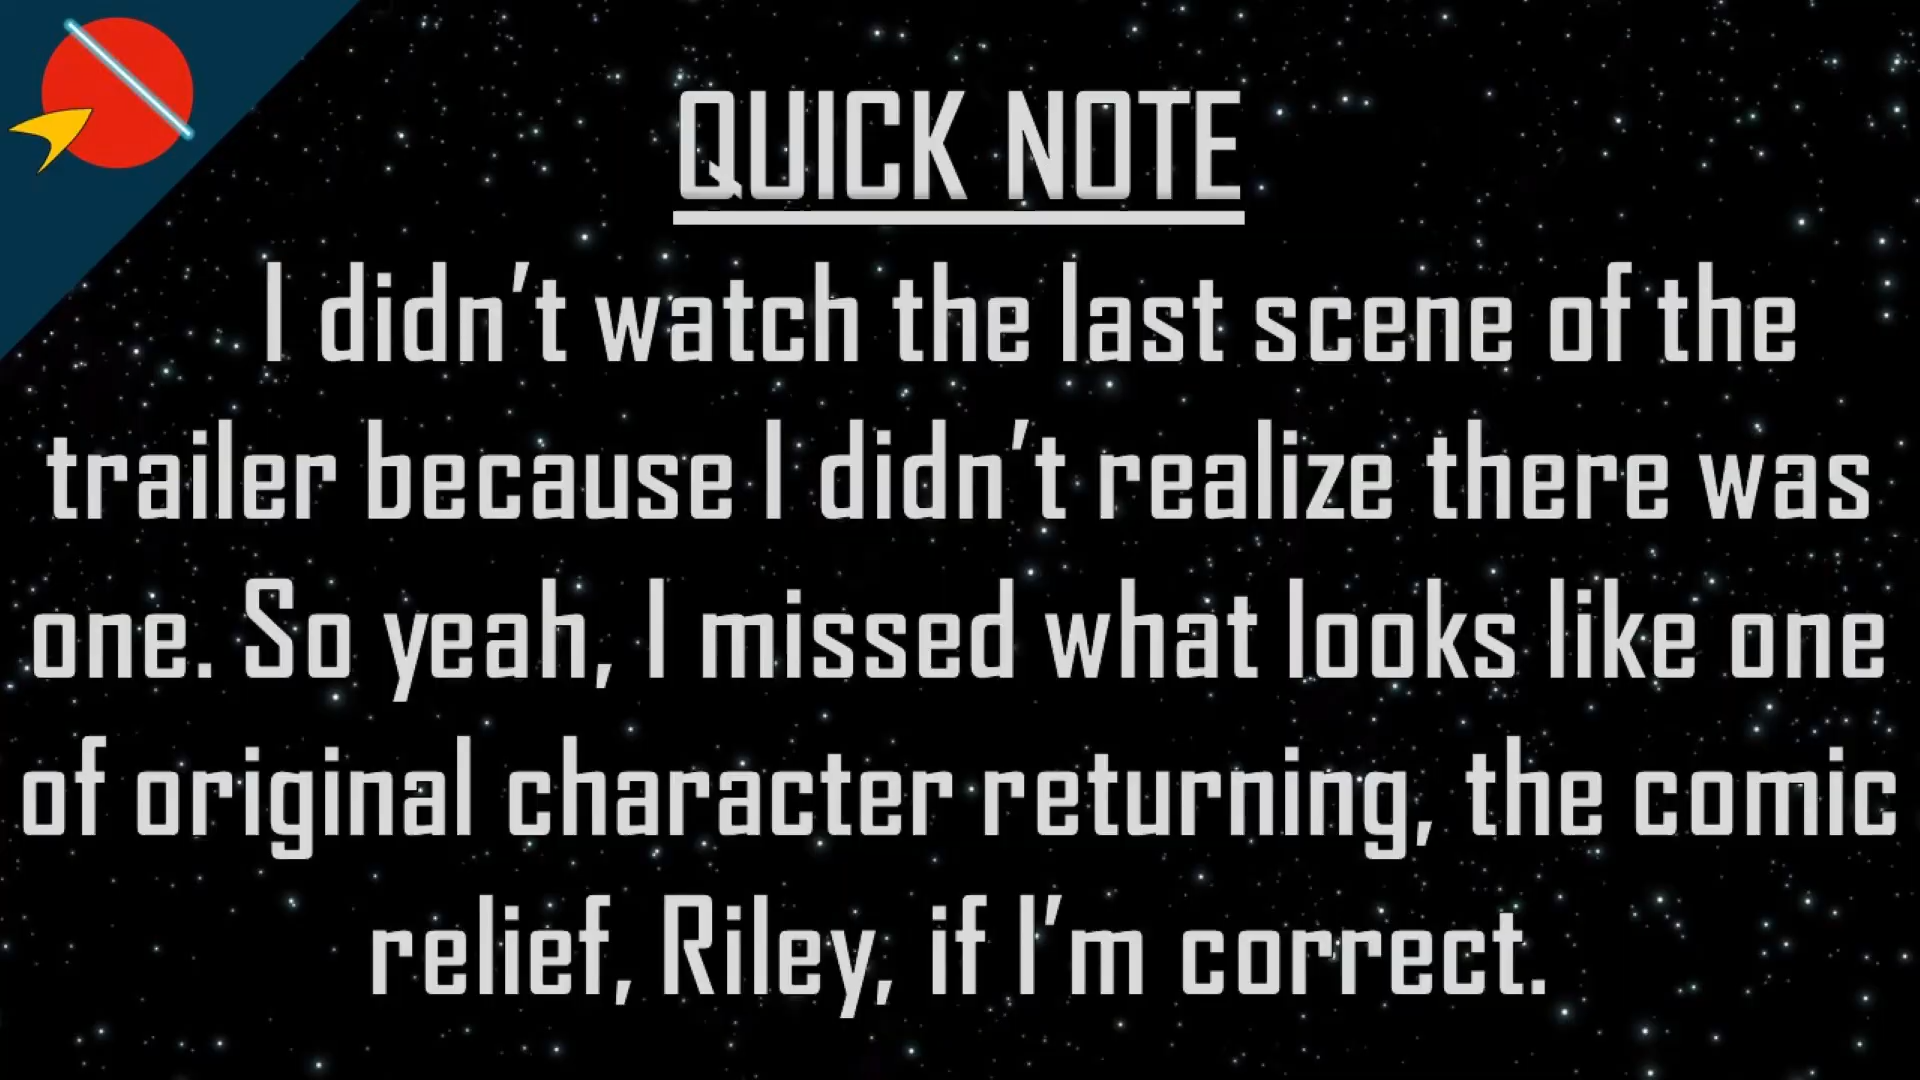 QUICK NOTE
I didn't watch the last scene of the
trailer because I didn't realize there was
one. So yeah, I missed what looks like one
of original character returning, the comic
relief, Riley, if I'm correct.